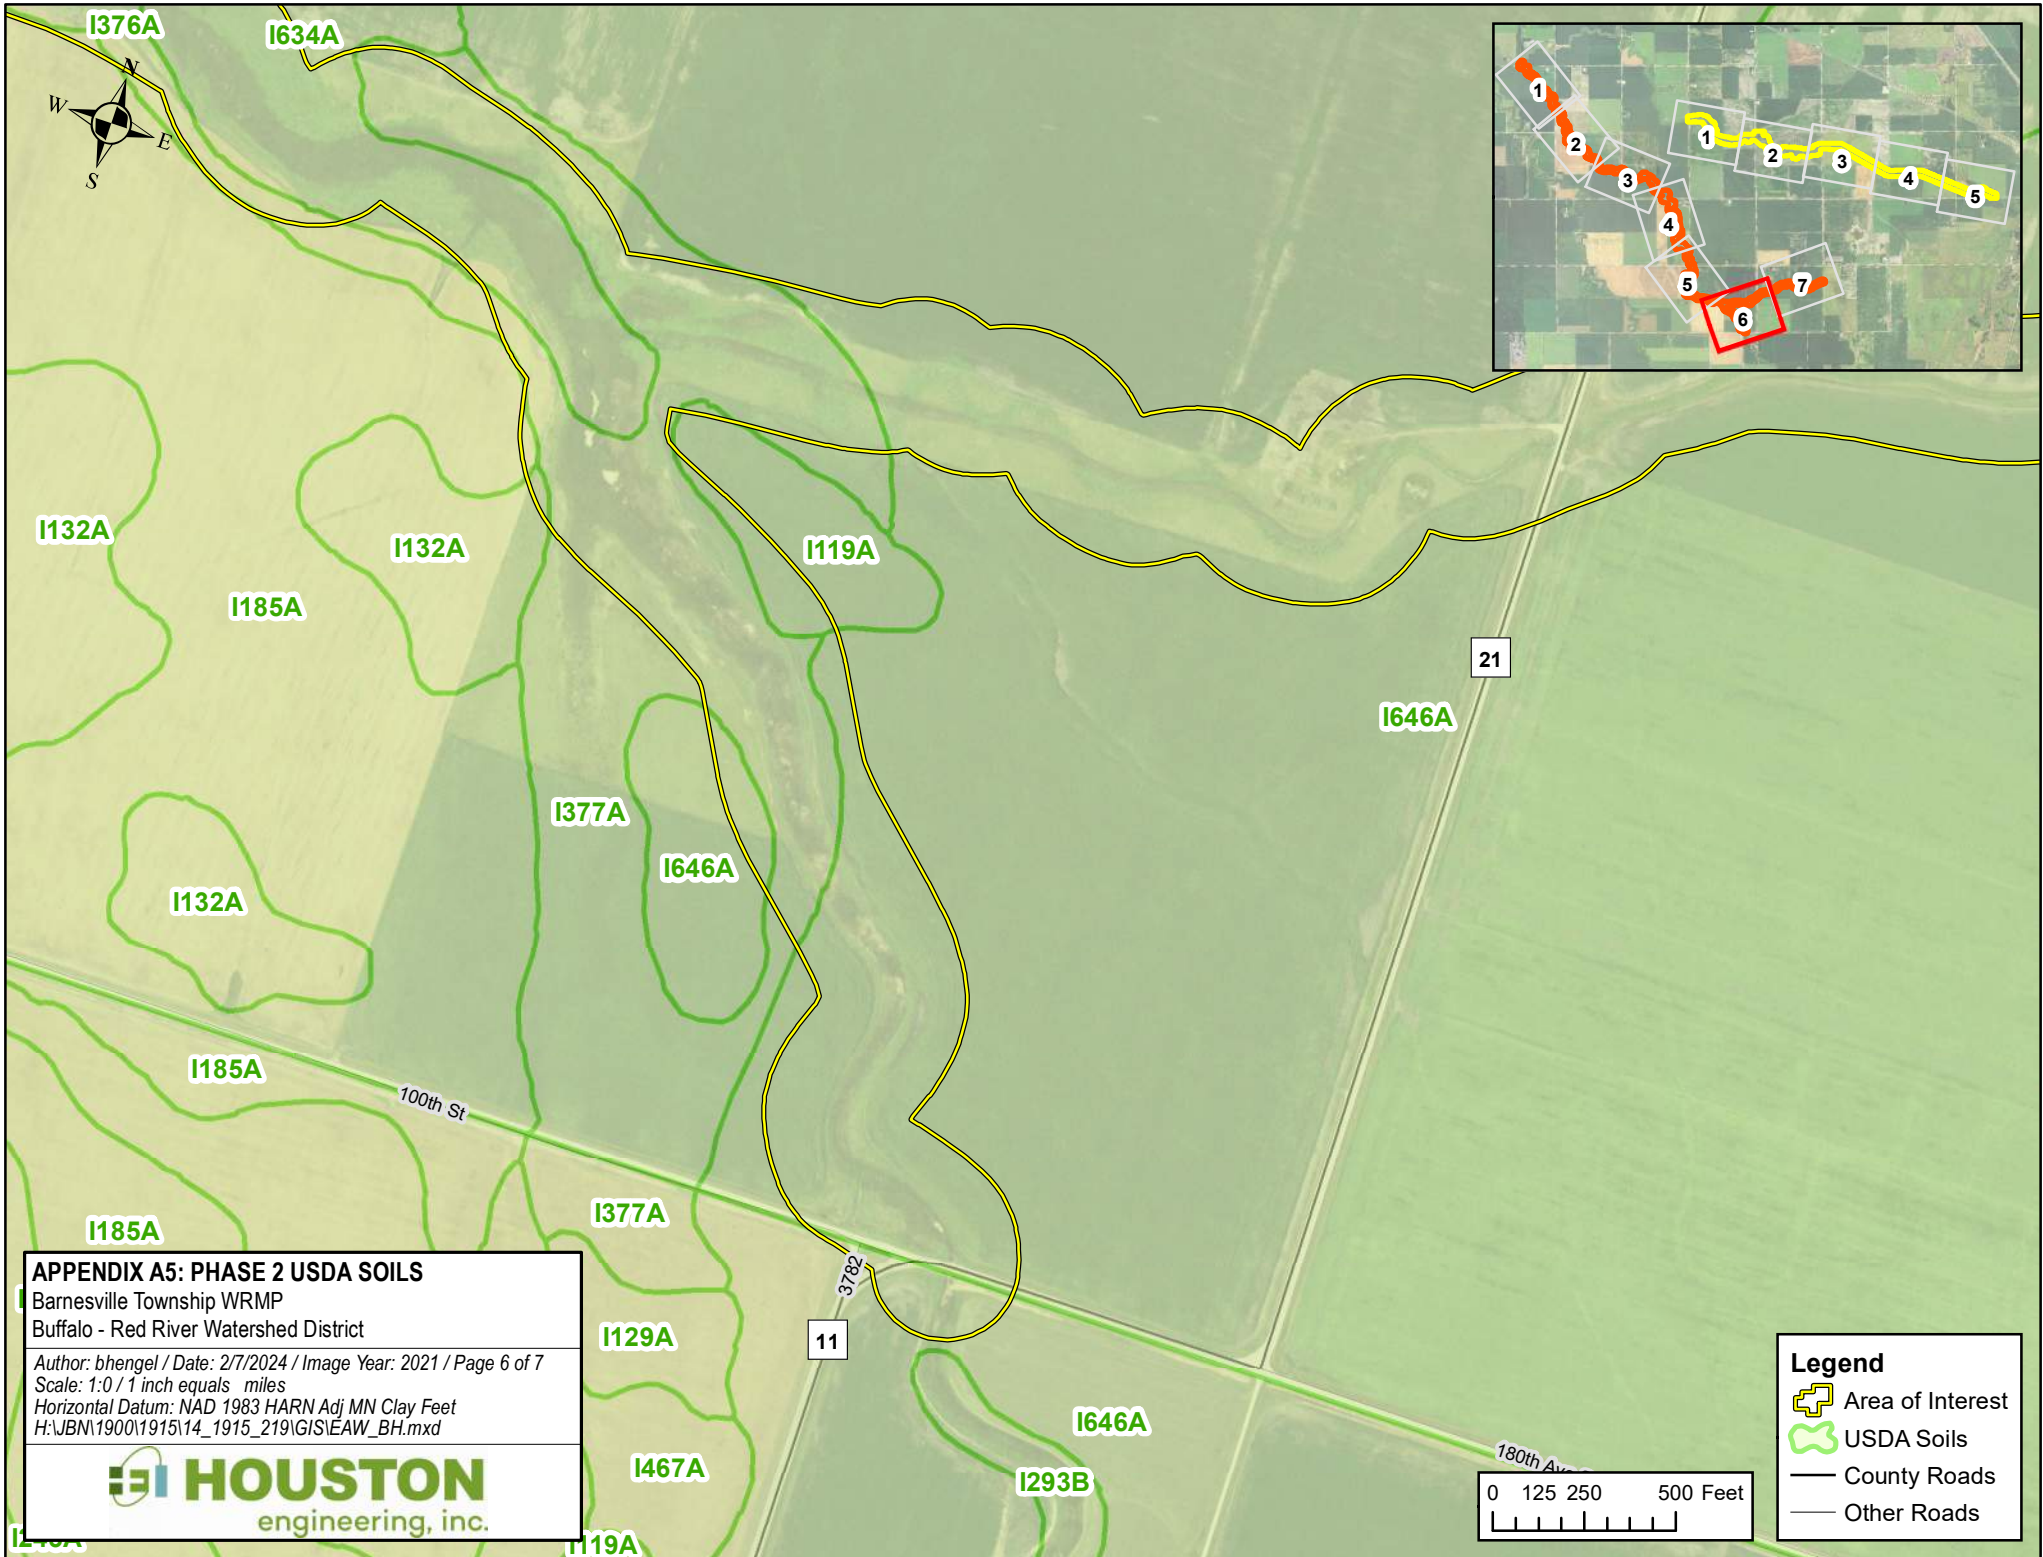 I376A
I634A
N
W
E
S
1
2
3
4
5
6
7
1
2
3
4
5
I132A
I132A
I119A
I185A
21
I646A
I377A
I646A
I132A
I185A
100th St
I377A
I185A
3782
11
I129A
I646A
I467A
I293B
180th Ave
I119A
APPENDIX A5: PHASE 2 USDA SOILS
Barnesville Township WRMP
Buffalo - Red River Watershed District
Author: bhengel / Date: 2/7/2024 / Image Year: 2021 / Page 6 of 7
Scale: 1:0 / 1 inch equals miles
Horizontal Datum: NAD 1983 HARN Adj MN Clay Feet
H:\JBN\1900\1915\14_1915_219\GIS\EAW_BH.mxd
HOUSTON
engineering, inc.
0 125 250 500 Feet
Legend
Area of Interest
USDA Soils
County Roads
Other Roads